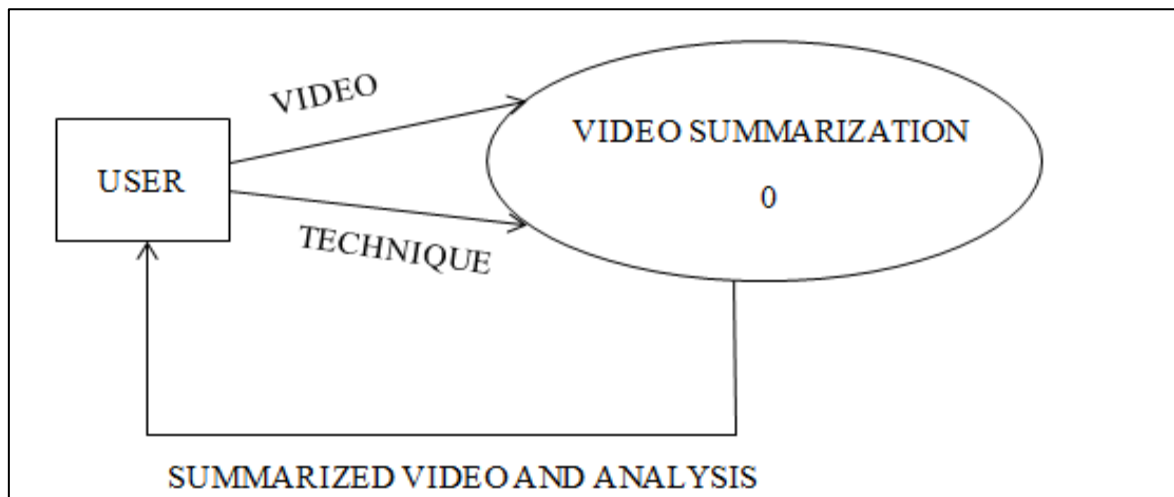 VIDEO
VIDEO SUMMARIZATION
USER
0
TECHNIQUE
SUMMARIZED VIDEO AND ANALYSIS